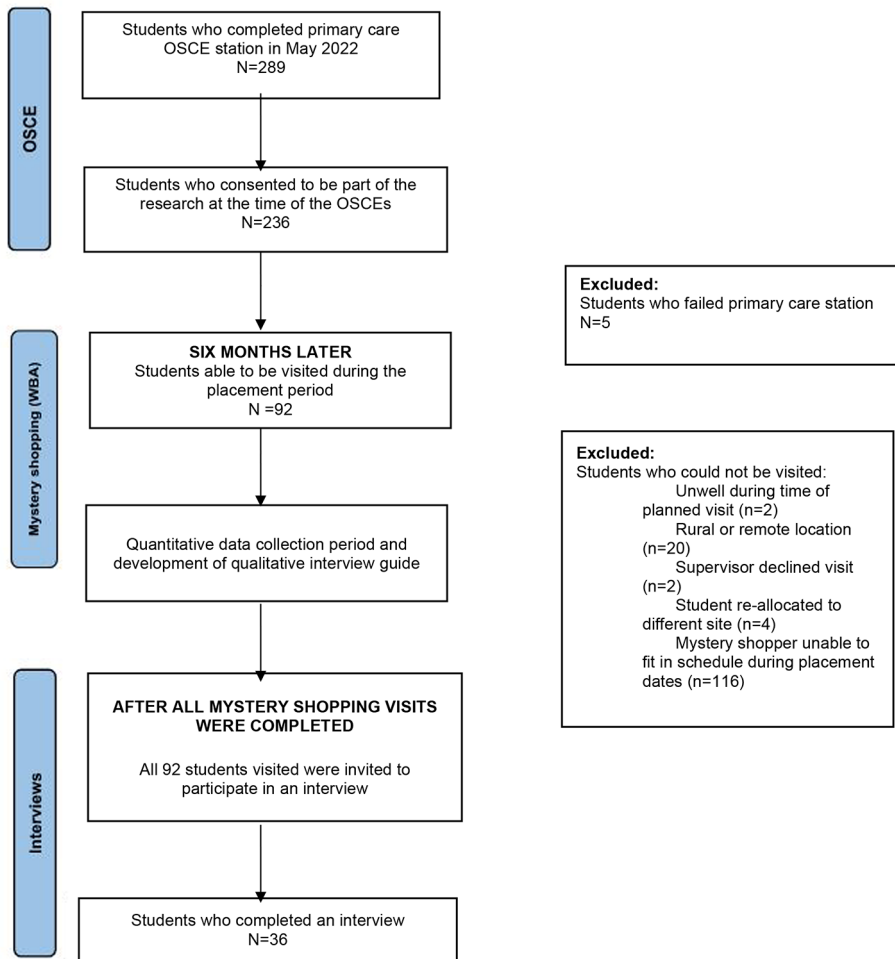 OSCE
Students who completed primary care
OSCE station in May 2022
N=289
Students who consented to be part of the
research at the time of the OSCEs
N=236
Excluded:
Students who failed primary care station
N=5
Mystery shopping (WBA)
SIX MONTHS LATER
Students able to be visited during the
placement period
N =92
Excluded:
Students who could not be visited:
Unwell during time of
planned visit (n=2)
Rural or remote location
(n=20)
Supervisor declined visit
(n=2)
Student re-allocated to
different site (n=4)
Mystery shopper unable to
fit in schedule during placement
dates (n=116)
Quantitative data collection period and
development of qualitative interview guide
Interviews
AFTER ALL MYSTERY SHOPPING VISITS
WERE COMPLETED
All 92 students visited were invited to
participate in an interview
Students who completed an interview
N=36